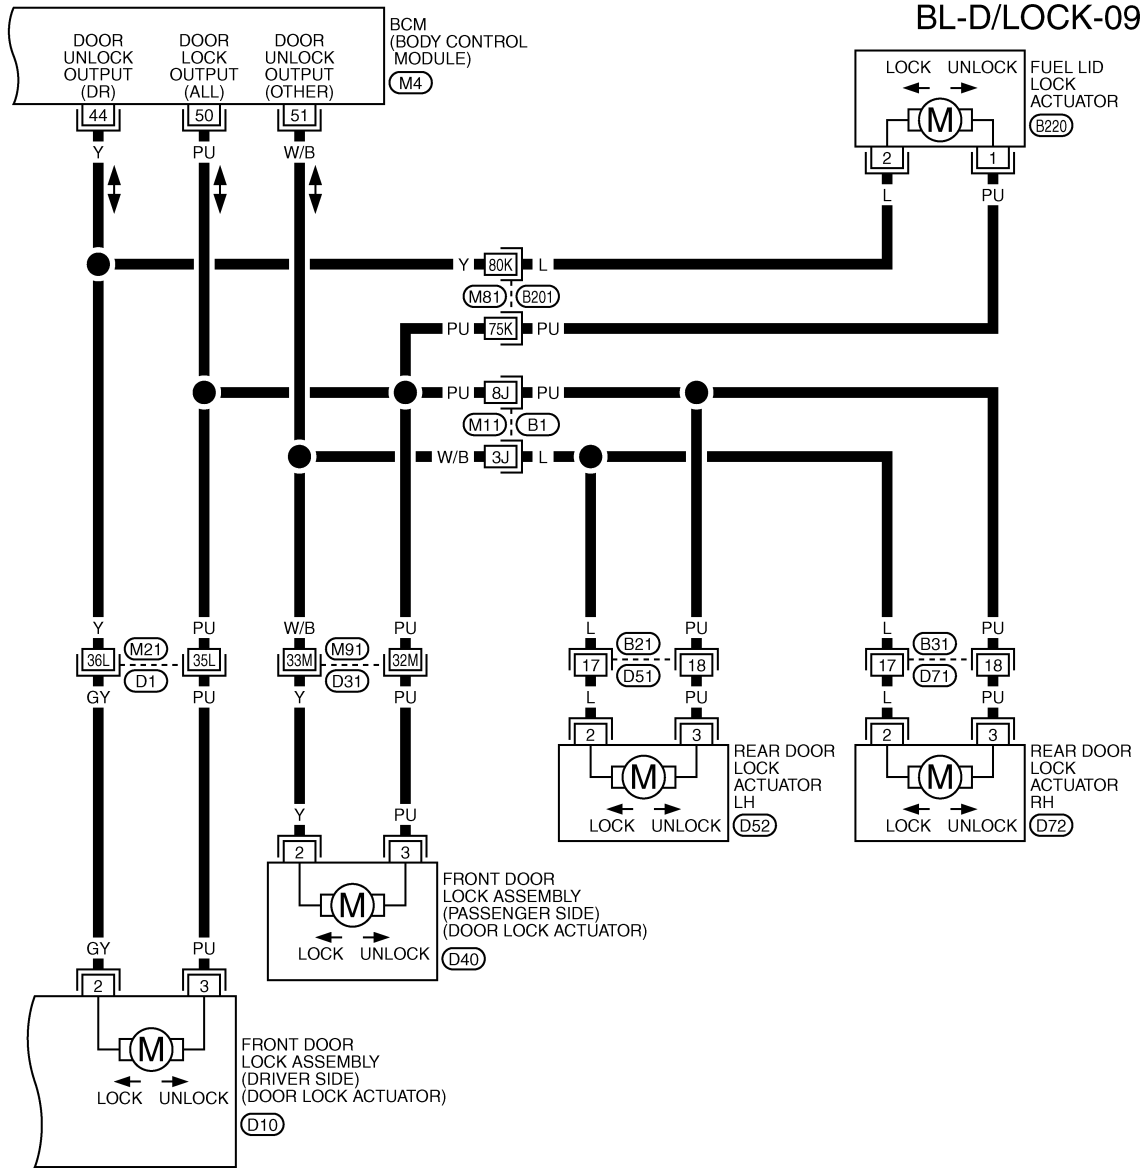 BL-D/LOCK-09
BCM
(BODY CONTROL
MODULE)
M4
DOOR
UNLOCK
OUTPUT
(DR)
DOOR
LOCK
OUTPUT
(ALL)
DOOR
UNLOCK
OUTPUT
(OTHER)
44
50
51
Y
PU
W/B
LOCK
UNLOCK
M
FUEL LID
LOCK
ACTUATOR
B220
2
1
L
PU
Y
80K
L
M81
B201
PU
75K
PU
PU
8J
PU
M11
B1
W/B
3J
L
Y
PU
W/B
PU
L
PU
L
PU
36L
M21
D1
35L
33M
M91
D31
32M
17
B21
D51
18
17
B31
D71
18
GY
PU
Y
PU
L
PU
L
PU
2
3
M
LOCK
UNLOCK
REAR DOOR
LOCK
ACTUATOR
LH
D52
2
3
M
LOCK
UNLOCK
REAR DOOR
LOCK
ACTUATOR
RH
D72
Y
PU
2
3
M
LOCK
UNLOCK
FRONT DOOR
LOCK ASSEMBLY
(PASSENGER SIDE)
(DOOR LOCK ACTUATOR)
D40
GY
PU
2
3
M
LOCK
UNLOCK
FRONT DOOR
LOCK ASSEMBLY
(DRIVER SIDE)
(DOOR LOCK ACTUATOR)
D10